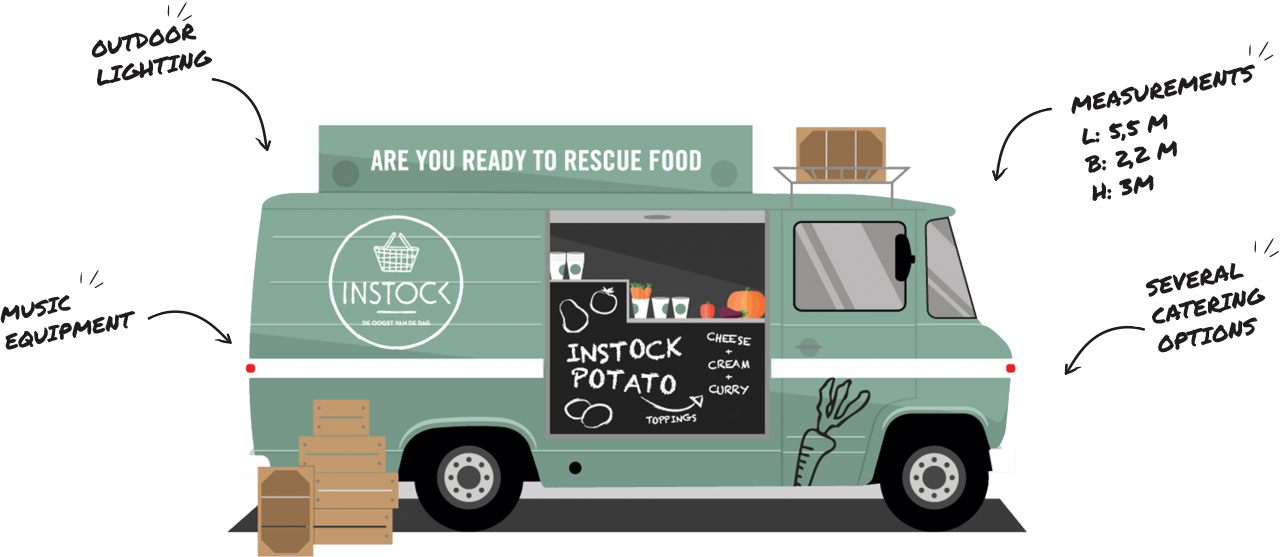 OUTDOOR
LIGHTING
MEASUREMENTS
L: 5,5 M
B: 2,2 M
H: 3M
ARE YOU READY TO RESCUE FOOD
INSTOCK
DE OOGST VAN DE DAG
MUSIC
EQUIPMENT
SEVERAL
CATERING
OPTIONS
INSTOCK
POTATO
CHEESE
+
CREAM
+
CURRY
TOPPINGS